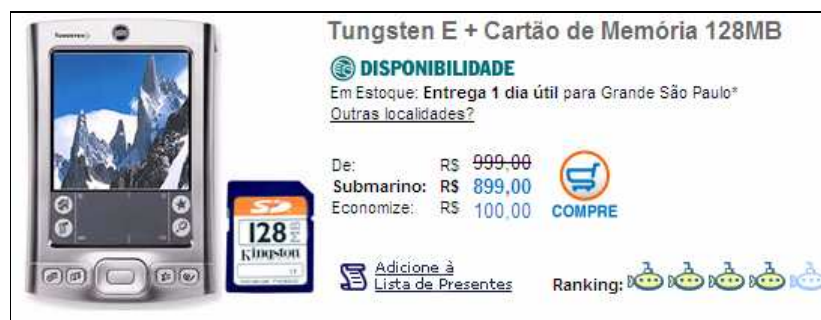 Tungsten E + Cartão de Memória 128MB
DISPONIBILIDADE
Em Estoque: Entrega 1 dia útil para Grande São Paulo*
Outras localidades?
De: R$ 999,00
Submarino: R$ 899,00
Economize: R$ 100,00
COMPRE
Adicione à
Lista de Presentes
Ranking:
128
Kingston